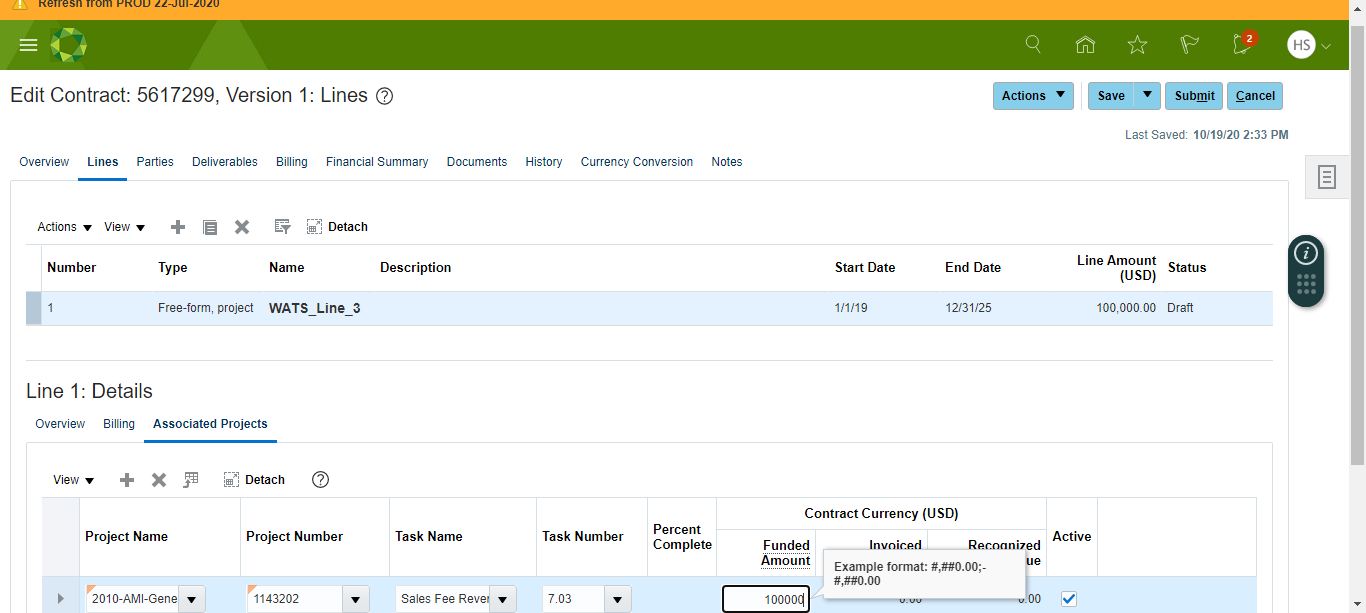 Refresh from PROD 22-Jul-2020
2
HS
Edit Contract: 5617299, Version 1: Lines ?
Actions Save Submit Cancel
Last Saved: 10/19/20 2:33 PM
Overview Lines Parties Deliverables Billing Financial Summary Documents History Currency Conversion Notes
Actions View Detach
Number Type Name Description Start Date End Date Line Amount (USD) Status
1 Free-form, project WATS_Line_3 1/1/19 12/31/25 100,000.00 Draft
Line 1: Details
Overview Billing Associated Projects
View Detach ?
Contract Currency (USD)
Project Name Project Number Task Name Task Number Percent Complete Funded Amount Invoiced Recognized ue Active
Example format: #,##0.00;-
#,##0.00
2010-AMI-Gene 1143202 Sales Fee Rever 7.03 100000 0.00 0.00